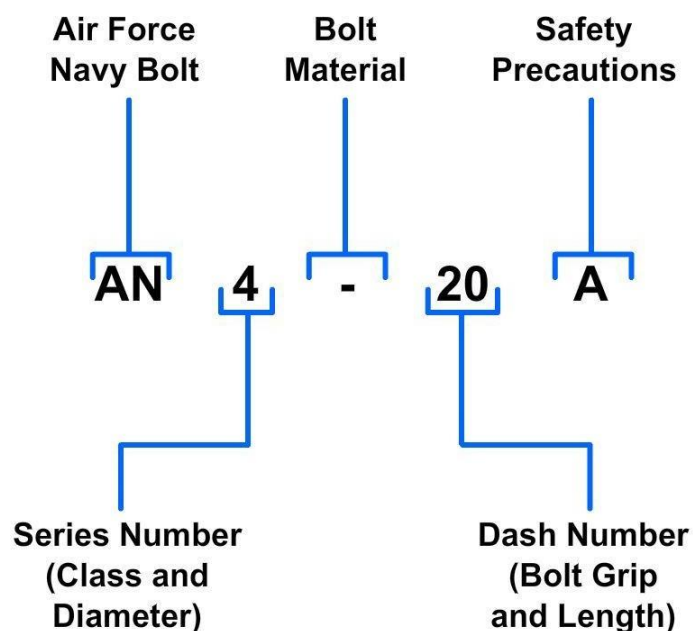 Air Force
Navy Bolt
Bolt
Material
Safety
Precautions
AN 4 - 20 A
Series Number
(Class and
Diameter)
Dash Number
(Bolt Grip
and Length)